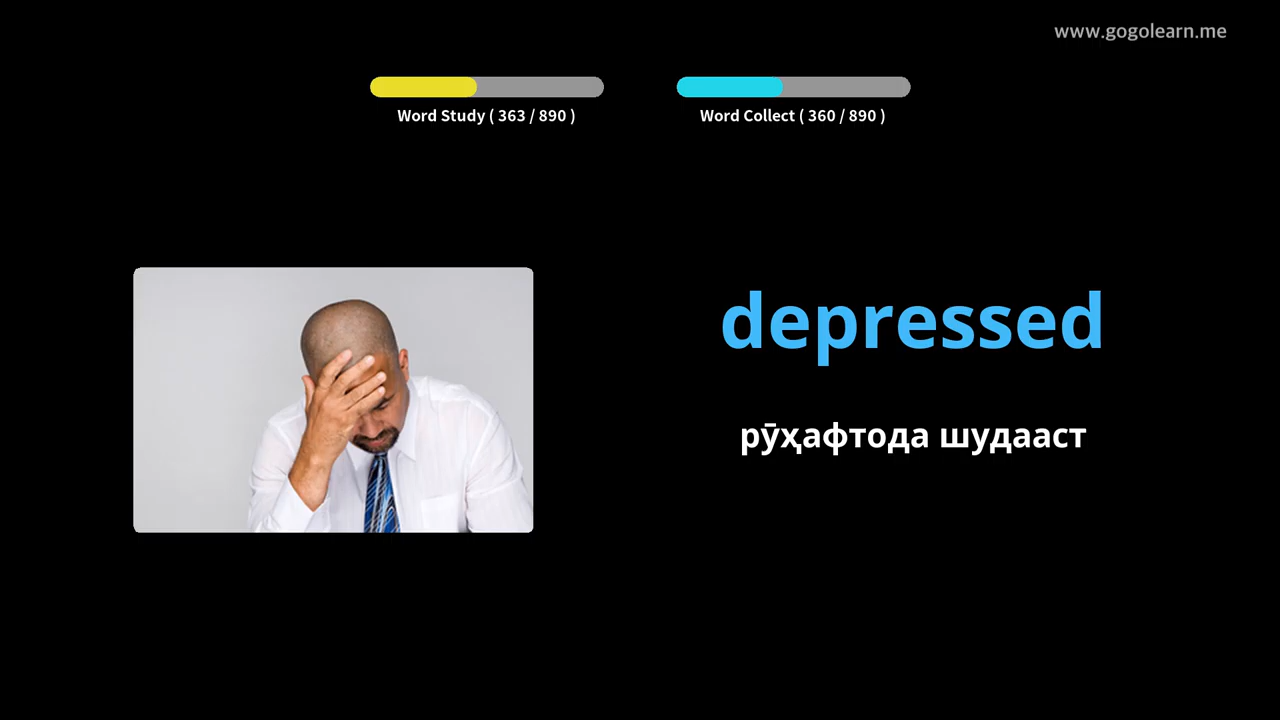 www.gogolearn.me
Word Study ( 363 / 890 )
Word Collect ( 360 / 890 )
depressed
рӯҳафтода шудааст